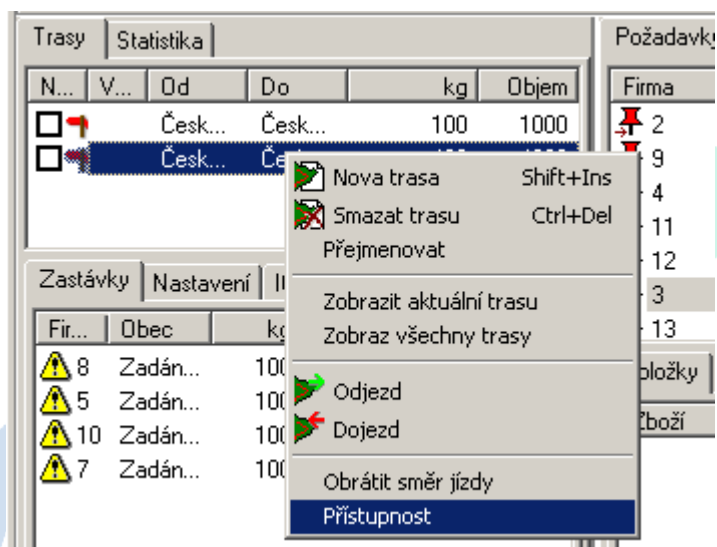 Trasy Statistika
N... V... Od Do kg Objem
Česk... Česk... 100 1000
Česk...
Nova trasa Shift+Ins
Smazat trasu Ctrl+Del
Přejmenovat
Zobrazit aktuální trasu
Zobraz všechny trasy
Odjezd
Dojezd
Obrátit směr jízdy
Přístupnost
Zastávky Nastavení
Fir... Obec
8 Zadán...
5 Zadán...
10 Zadán...
7 Zadán...
Požadavky
Firma
2
9
4
11
12
3
13
Zboží